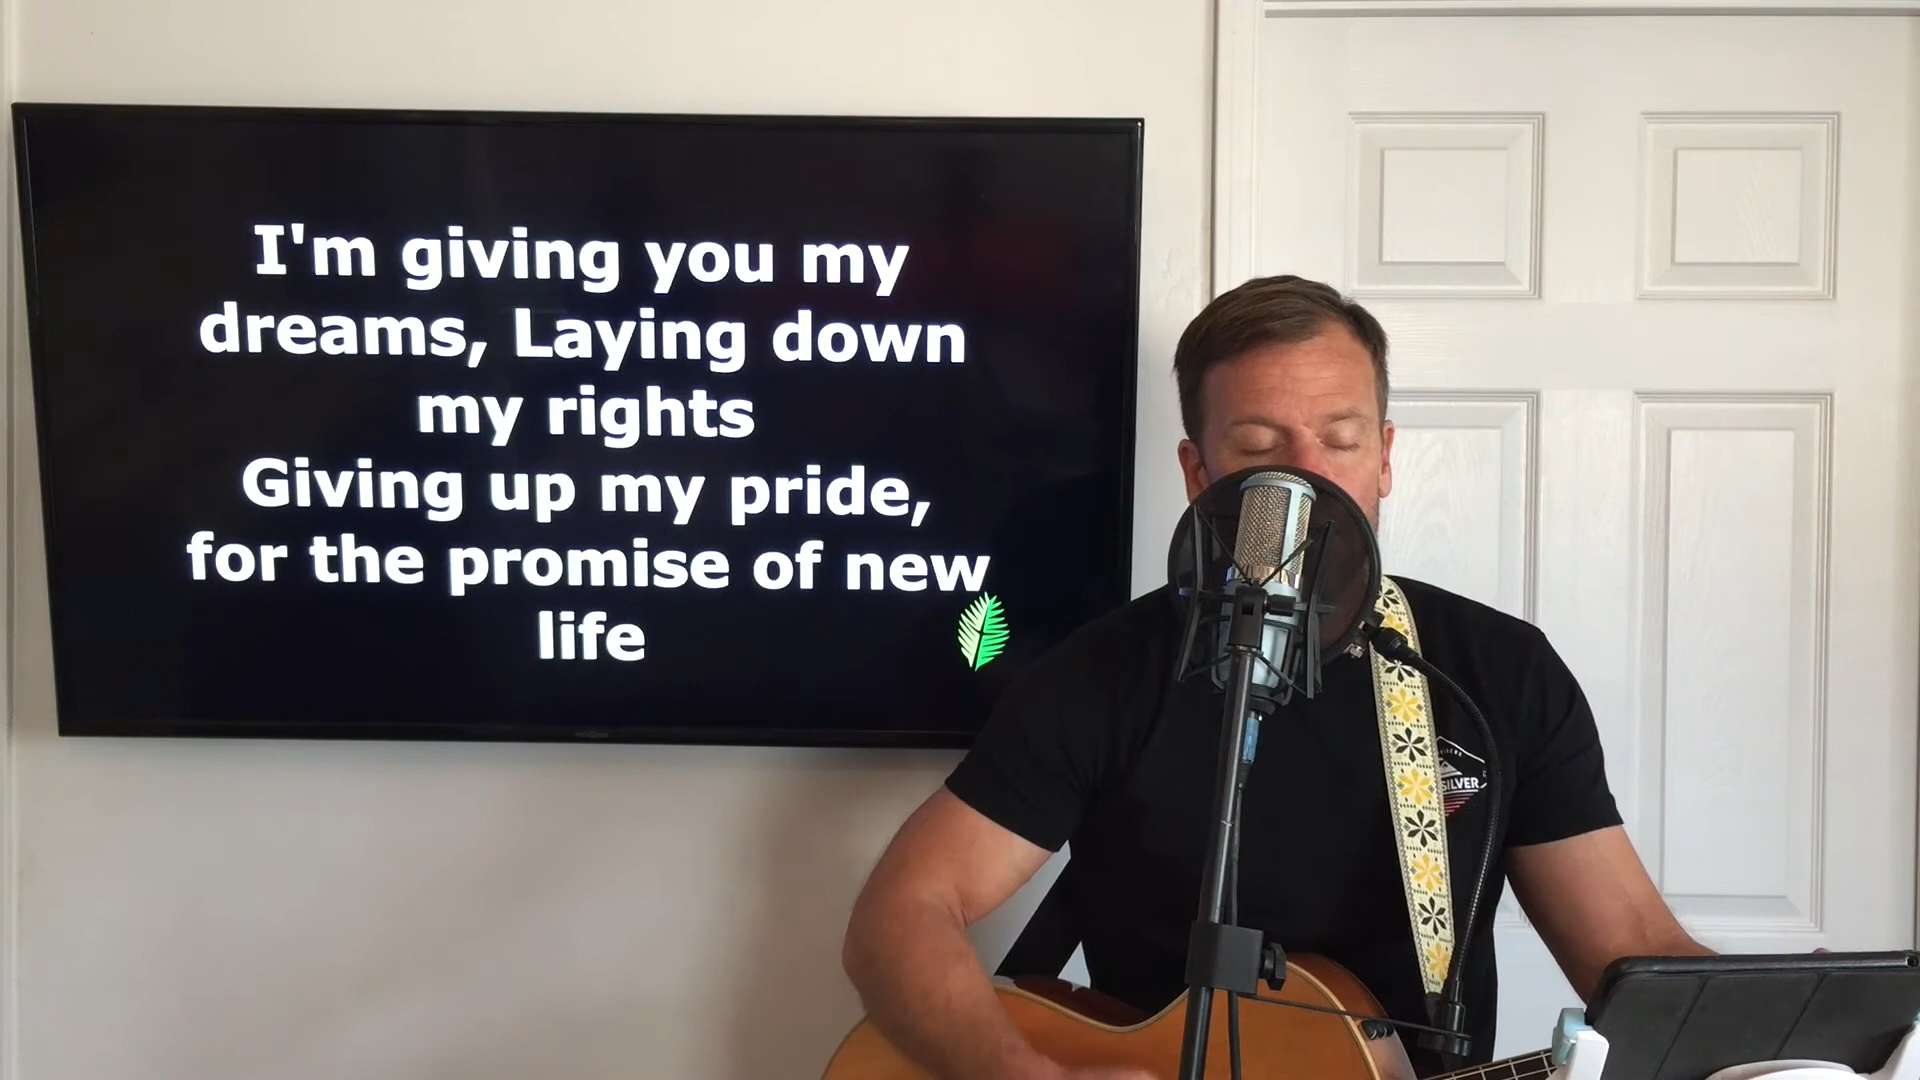 I'm giving you my
dreams, Laying down
my rights
Giving up my pride,
for the promise of new
life
SILVER